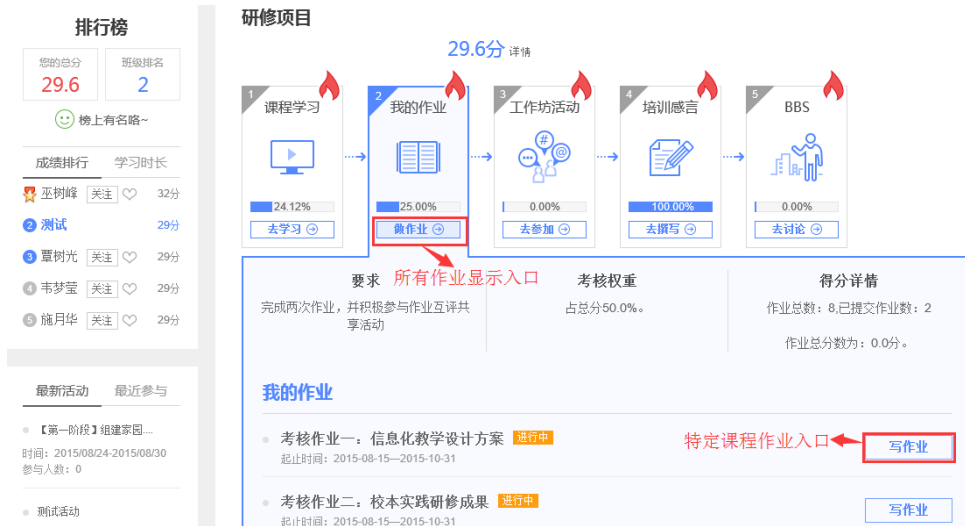 排行榜
您的总分
班级排名
29.6
2
榜上有名咯~
成绩排行
学习时长
巫树峰 关注 32分
2 测试 29分
3 覃树光 关注 29分
4 韦梦莹 关注 29分
5 施月华 关注 29分
最新活动
最近参与
【第一阶段】组建家园....
时间：2015/08/24-2015/08/30
参与人数：0
测试活动
研修项目
29.6分 详情
1
课程学习
24.12%
去学习
2
我的作业
25.00%
做作业
3
工作坊活动
#
@
0.00%
去参加
4
培训感言
100.00%
去撰写
5
BBS
0.00%
去讨论
所有作业显示入口
要求
完成两次作业，并积极参与作业互评共
享活动
考核权重
占总分50.0%。
得分详情
作业总数：8,已提交作业数：2
作业总分数为：0.0分。
我的作业
考核作业一：信息化教学设计方案 进行中
起止时间：2015-08-15—2015-10-31
特定课程作业入口
写作业
考核作业二：校本实践研修成果 进行中
起止时间：2015-08-15—2015-10-31
写作业